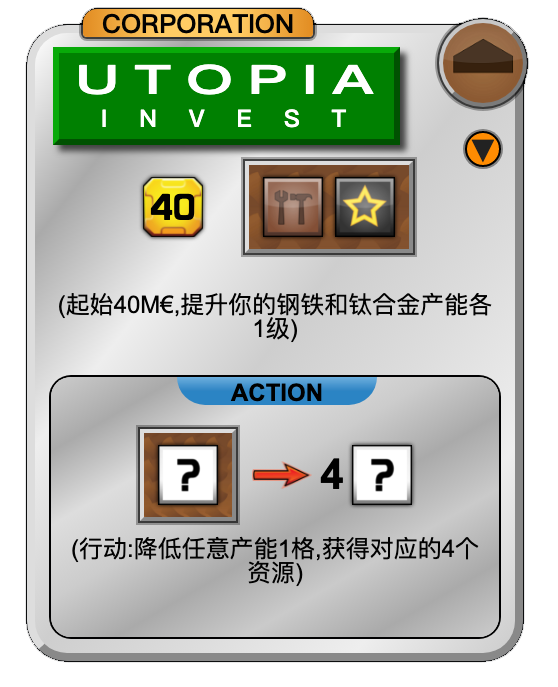 CORPORATION
UTOPIA
INVEST
40
(起始40M€,提升你的钢铁和钛合金产能各
1级)
ACTION
? 4 ?
(行动:降低任意产能1格,获得对应的4个
资源)